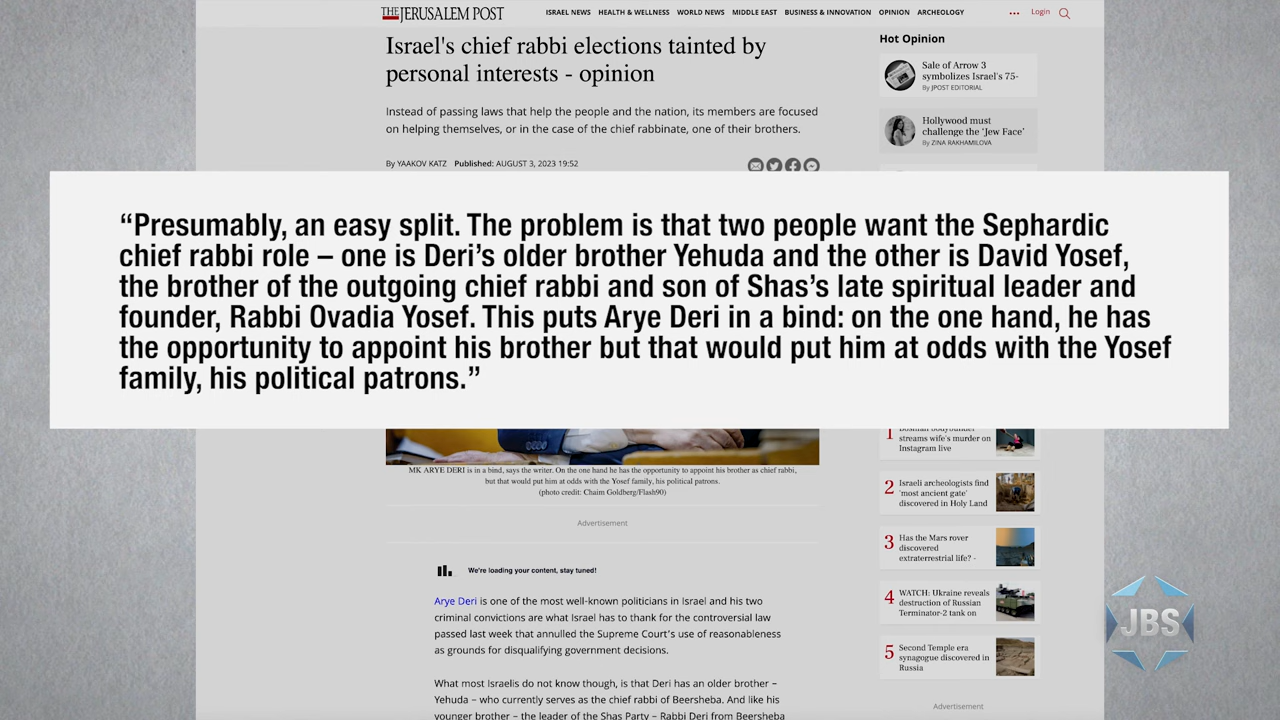 THE JERUSALEM POST
ISRAEL NEWS HEALTH & WELLNESS WORLD NEWS MIDDLE EAST BUSINESS & INNOVATION OPINION ARCHEOLOGY
Login
Israel's chief rabbi elections tainted by
personal interests - opinion
Instead of passing laws that help the people and the nation, its members are focused
on helping themselves, or in the case of the chief rabbinate, one of their brothers.
By YAAKOV KATZ Published: AUGUST 3, 2023 19:52
Hot Opinion
Sale of Arrow 3
symbolizes Israel's 75-
By JPOST EDITORIAL
Hollywood must
challenge the 'Jew Face'
By ZINA RAKHAMILOVA
“Presumably, an easy split. The problem is that two people want the Sephardic
chief rabbi role – one is Deri’s older brother Yehuda and the other is David Yosef,
the brother of the outgoing chief rabbi and son of Shas’s late spiritual leader and
founder, Rabbi Ovadia Yosef. This puts Arye Deri in a bind: on the one hand, he has
the opportunity to appoint his brother but that would put him at odds with the Yosef
family, his political patrons.”
MK ARYE DERI is in a bind, says the writer. On the one hand he has the opportunity to appoint his brother as chief rabbi,
but that would put him at odds with the Yosef family, his political patrons.
(photo credit: Chaim Goldberg/Flash90)
Advertisement
We're loading your content, stay tuned!
Arye Deri is one of the most well-known politicians in Israel and his two
criminal convictions are what Israel has to thank for the controversial law
passed last week that annulled the Supreme Court's use of reasonableness
as grounds for disqualifying government decisions.
What most Israelis do not know though, is that Deri has an older brother –
Yehuda – who currently serves as the chief rabbi of Beersheba. And like his
younger brother – the leader of the Shas Party – Rabbi Deri from Beersheba
1
streams wife's murder on
Instagram live
2 Israeli archeologists find
'most ancient gate'
discovered in Holy Land
3 Has the Mars rover
discovered
extraterrestrial life? -
4 WATCH: Ukraine reveals
destruction of Russian
Terminator-2 tank on
5 Second Temple era
synagogue discovered in
Russia
Advertisement
JBS